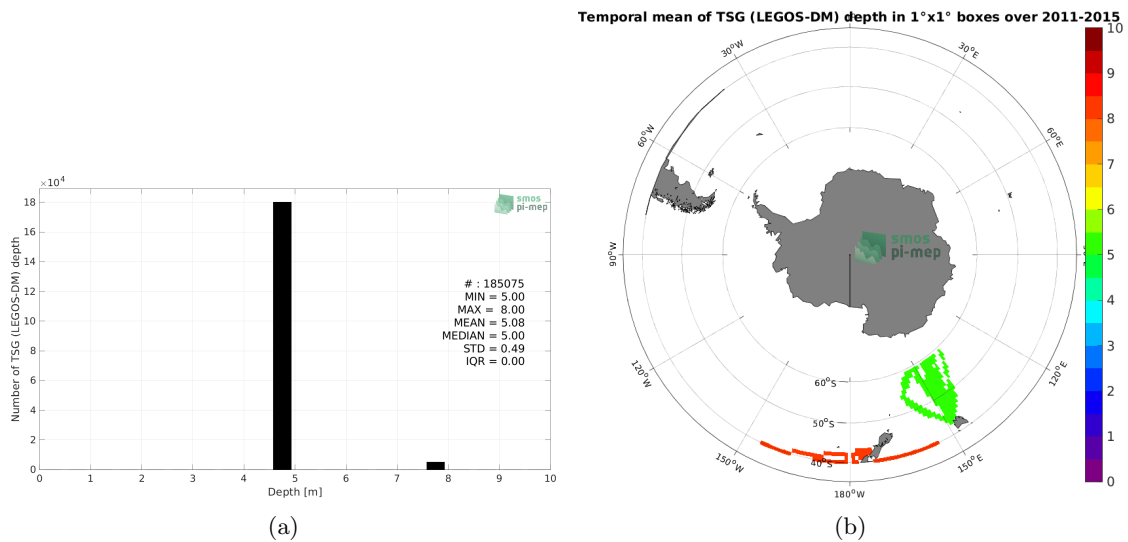 Temporal mean of TSG (LEGOS-DM) depth in 1°x1° boxes over 2011-2015
×10⁴
18
16
14
12
10
8
6
4
2
0
Number of TSG (LEGOS-DM) depth
smos
pi-mep
# : 185075
MIN = 5.00
MAX = 8.00
MEAN = 5.08
MEDIAN = 5.00
STD = 0.49
IQR = 0.00
0 1 2 3 4 5 6 7 8 9 10
Depth [m]
(a)
30°W
30°E
60°W
60°E
90°W
smos
pi-mep
120°W
120°E
60°S
50°S
40°S
150°W
150°E
180°W
10
9
8
7
6
5
4
3
2
1
0
(b)